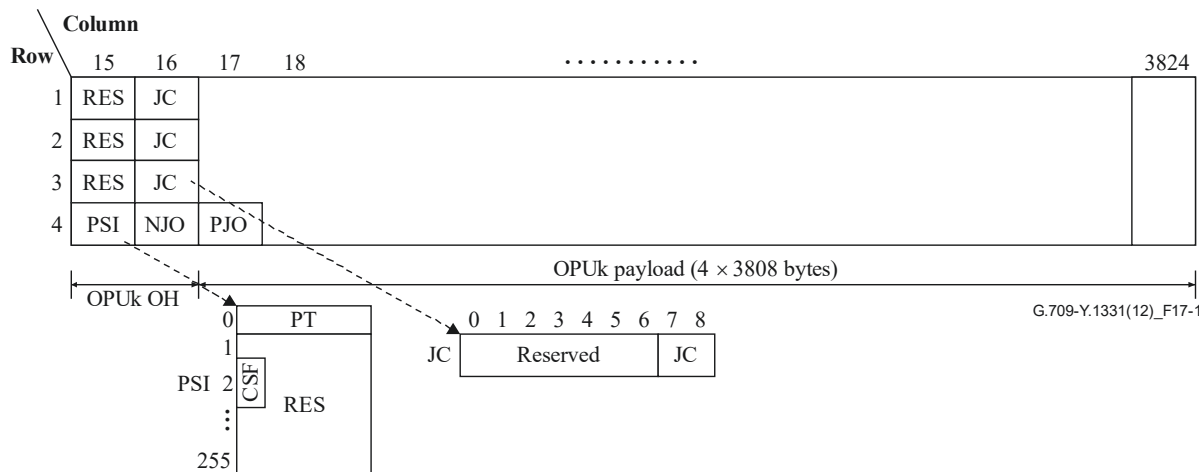 Column
Row
15 16 17 18 ........... 3824
1 RES JC
2 RES JC
3 RES JC
4 PSI NJO PJO
OPUk payload (4 × 3808 bytes)
OPUk OH
G.709-Y.1331(12)_F17-1
0 PT
0 1 2 3 4 5 6 7 8
1
JC Reserved JC
PSI 2 CSF
RES
...
255